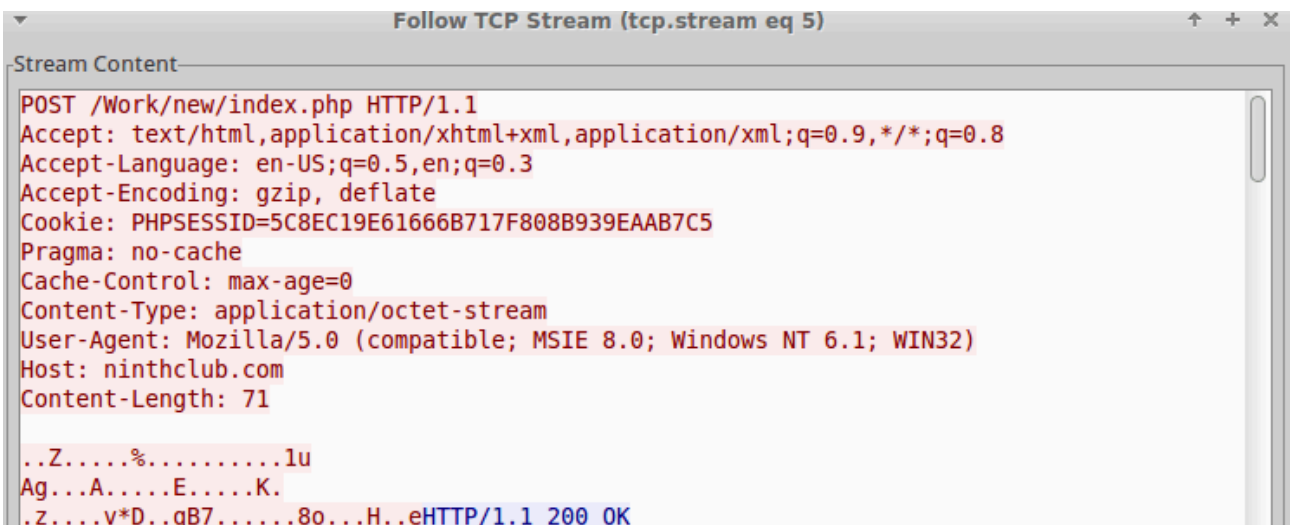 Follow TCP Stream (tcp.stream eq 5)
Stream Content
POST /Work/new/index.php HTTP/1.1
Accept: text/html,application/xhtml+xml,application/xml;q=0.9,*/*;q=0.8
Accept-Language: en-US;q=0.5,en;q=0.3
Accept-Encoding: gzip, deflate
Cookie: PHPSESSID=5C8EC19E61666B717F808B939EAAB7C5
Pragma: no-cache
Cache-Control: max-age=0
Content-Type: application/octet-stream
User-Agent: Mozilla/5.0 (compatible; MSIE 8.0; Windows NT 6.1; WIN32)
Host: ninthclub.com
Content-Length: 71
..Z.....%..........1u
Ag...A.....E.....K.
.z....v*D..gB7......8o...H..eHTTP/1.1 200 OK